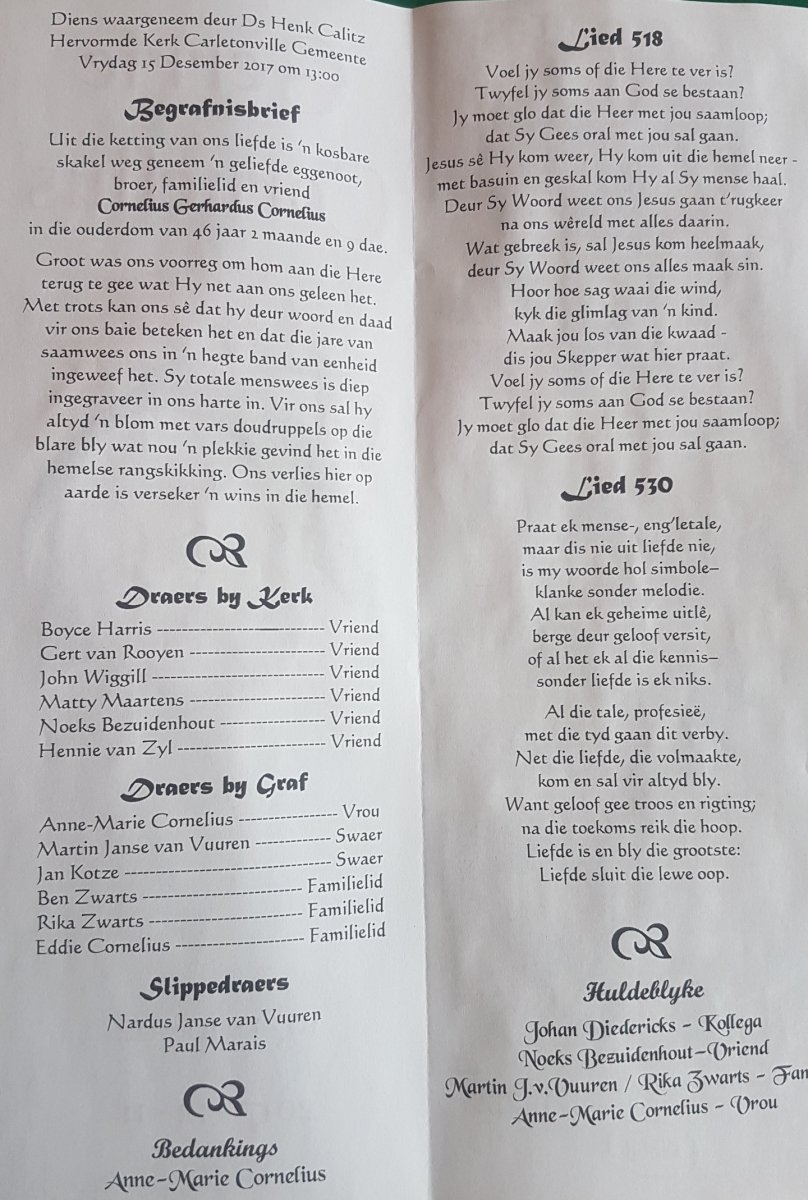 Diens waargeneem deur Ds Henk Calitz
Hervormde Kerk Carletonville Gemeente
Vrydag 15 Desember 2017 om 13:00
Begrafnisbrief
Uit die ketting van ons liefde is 'n kosbare
skakel weg geneem 'n geliefde eggenoot,
broer, familielid en vriend
Cornelius Gerhardus Cornelius
in die ouderdom van 46 jaar 2 maande en 9 dae.
Groot was ons voorreg om hom aan die Here
terug te gee wat Hy net aan ons geleen het.
Met trots kan ons sê dat hy deur woord en daad
vir ons baie beteken het en dat die jare van
saamwees ons in 'n hegte band van eenheid
ingeweef het. Sy totale menswees is diep
ingegraveer in ons harte in. Vir ons sal hy
altyd 'n blom met vars doudruppels op die
blare bly wat nou 'n plekkie gevind het in die
hemelse rangskikking. Ons verlies hier op
aarde is verseker 'n wins in die hemel.
Draers by Kerk
Boyce Harris --------------------------- Vriend
Gert van Rooyen ---------------------- Vriend
John Wiggill ---------------------------- Vriend
Matty Maartens ---------------------- Vriend
Noeks Bezuidenhout ----------------- Vriend
Hennie van Zyl ------------------------ Vriend
Draers by Graf
Anne-Marie Cornelius ---------------- Vrou
Martin Janse van Vuuren ------------ Swaer
Jan Kotze --------------------------------- Swaer
Ben Zwarts -------------------------- Familielid
Rika Zwarts ------------------------- Familielid
Eddie Cornelius --------------------- Familielid
Slippedraers
Nardus Janse van Vuuren
Paul Marais
Bedankings
Anne-Marie Cornelius
Lied 518
Voel jy soms of die Here te ver is?
Twyfel jy soms aan God se bestaan?
Jy moet glo dat die Heer met jou saamloop;
dat Sy Gees oral met jou sal gaan.
Jesus sê Hy kom weer, Hy kom uit die hemel neer -
met basuin en geskal kom Hy al Sy mense haal.
Deur Sy Woord weet ons Jesus gaan t'rugkeer
na ons wêreld met alles daarin.
Wat gebreek is, sal Jesus kom heelmaak,
deur Sy Woord weet ons alles maak sin.
Hoor hoe sag waai die wind,
kyk die glimlag van 'n kind.
Maak jou los van die kwaad -
dis jou Skepper wat hier praat.
Voel jy soms of die Here te ver is?
Twyfel jy soms aan God se bestaan?
Jy moet glo dat die Heer met jou saamloop;
dat Sy Gees oral met jou sal gaan.
Lied 530
Praat ek mense-, eng'letale,
maar dis nie uit liefde nie,
is my woorde hol simbole–
klanke sonder melodie.
Al kan ek geheime uitlê,
berge deur geloof versit,
of al het ek al die kennis–
sonder liefde is ek niks.
Al die tale, profesieë,
met die tyd gaan dit verby.
Net die liefde, die volmaakte,
kom en sal vir altyd bly.
Want geloof gee troos en rigting;
na die toekoms reik die hoop.
Liefde is en bly die grootste:
Liefde sluit die lewe oop.
Huldeblyke
Johan Diedericks - Kollega
Noeks Bezuidenhout-Vriend
Martin J.v.Vuuren / Rika Zwarts - Fam
Anne-Marie Cornelius - Vrou